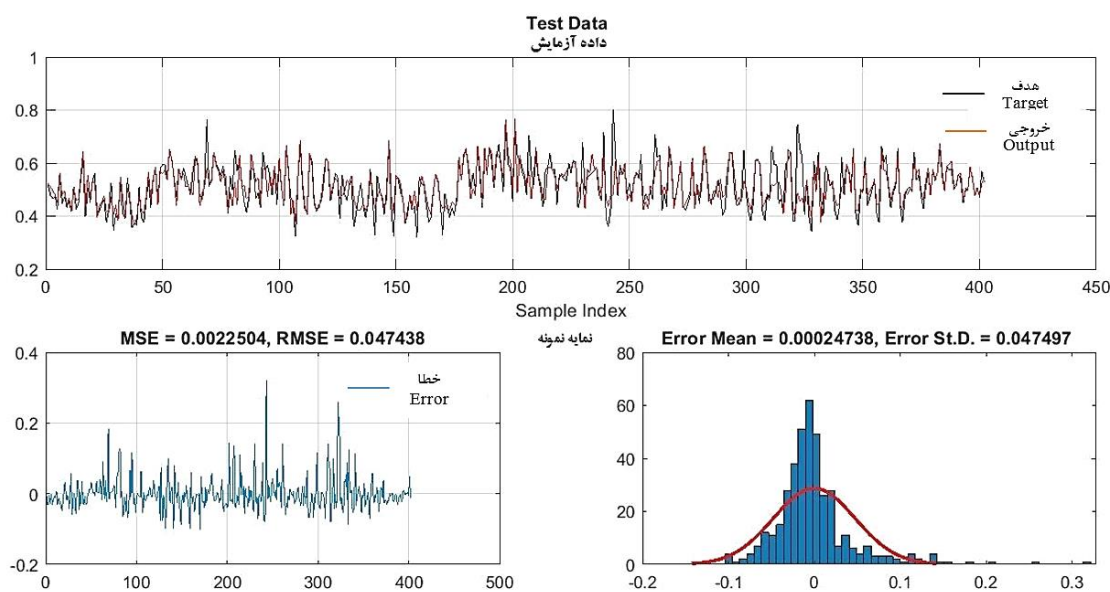 Test Data
داده آزمایش
1
0.8
0.6
0.4
0.2
هدف
Target
خروجی
Output
0 50 100 150 200 250 300 350 400 450
Sample Index
نمایه نمونه
MSE = 0.0022504, RMSE = 0.047438
0.4
0.2
0
-0.2
خطا
Error
0 100 200 300 400 500
Error Mean = 0.00024738, Error St.D. = 0.047497
80
60
40
20
0
-0.2 -0.1 0 0.1 0.2 0.3